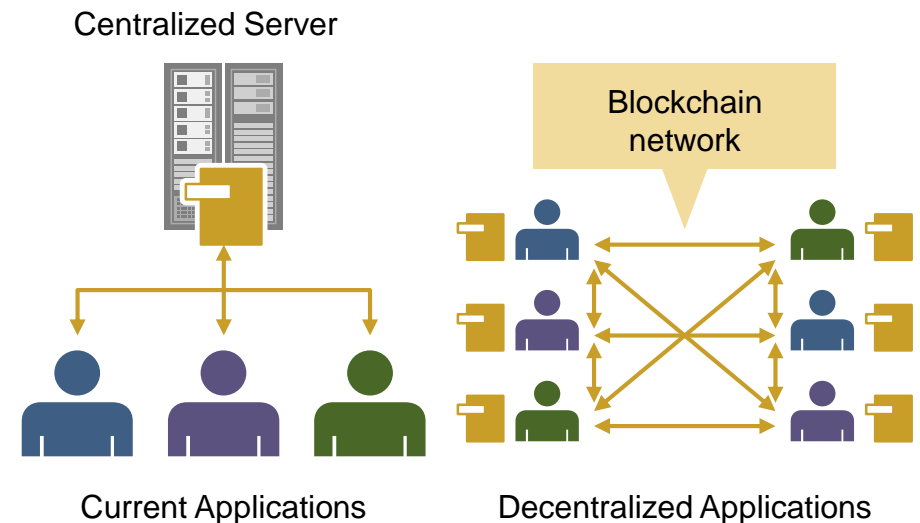 Centralized Server
Blockchain
network
Current Applications
Decentralized Applications